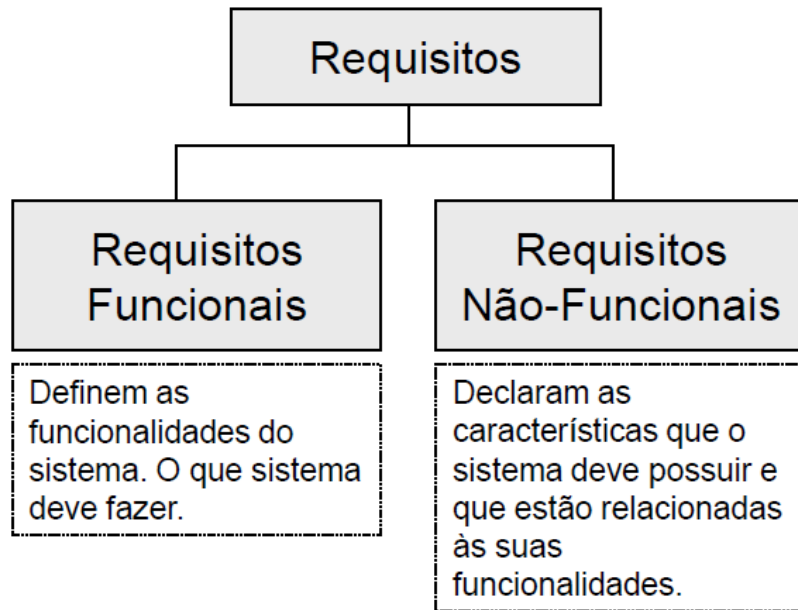 Requisitos
Requisitos
Funcionais
Definem as
funcionalidades do
sistema. O que sistema
deve fazer.
Requisitos
Não-Funcionais
Declaram as
características que o
sistema deve possuir e
que estão relacionadas
às suas
funcionalidades.